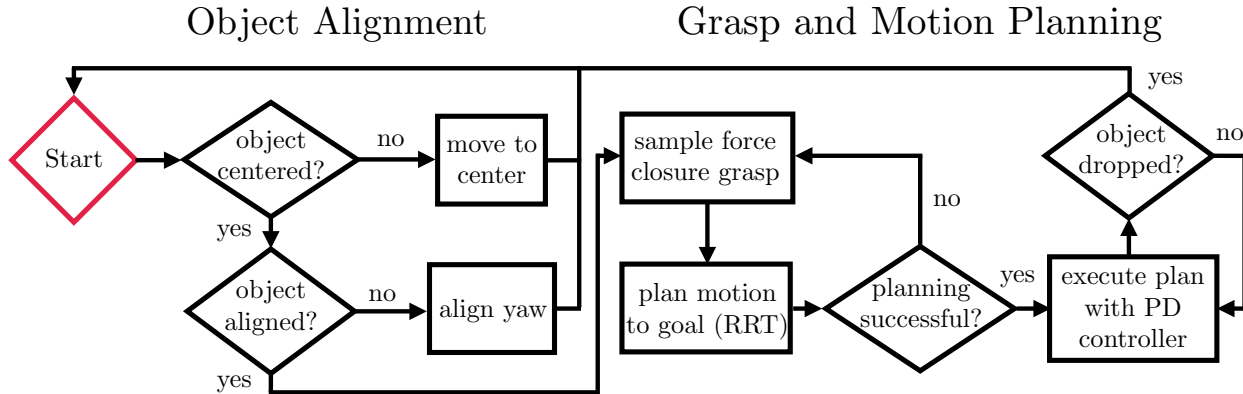 Object Alignment
Grasp and Motion Planning
Start
object
centered?
no
move to
center
yes
object
aligned?
no
align yaw
yes
sample force
closure grasp
plan motion
to goal (RRT)
planning
successful?
no
yes
execute plan
with PD
controller
object
dropped?
yes
no